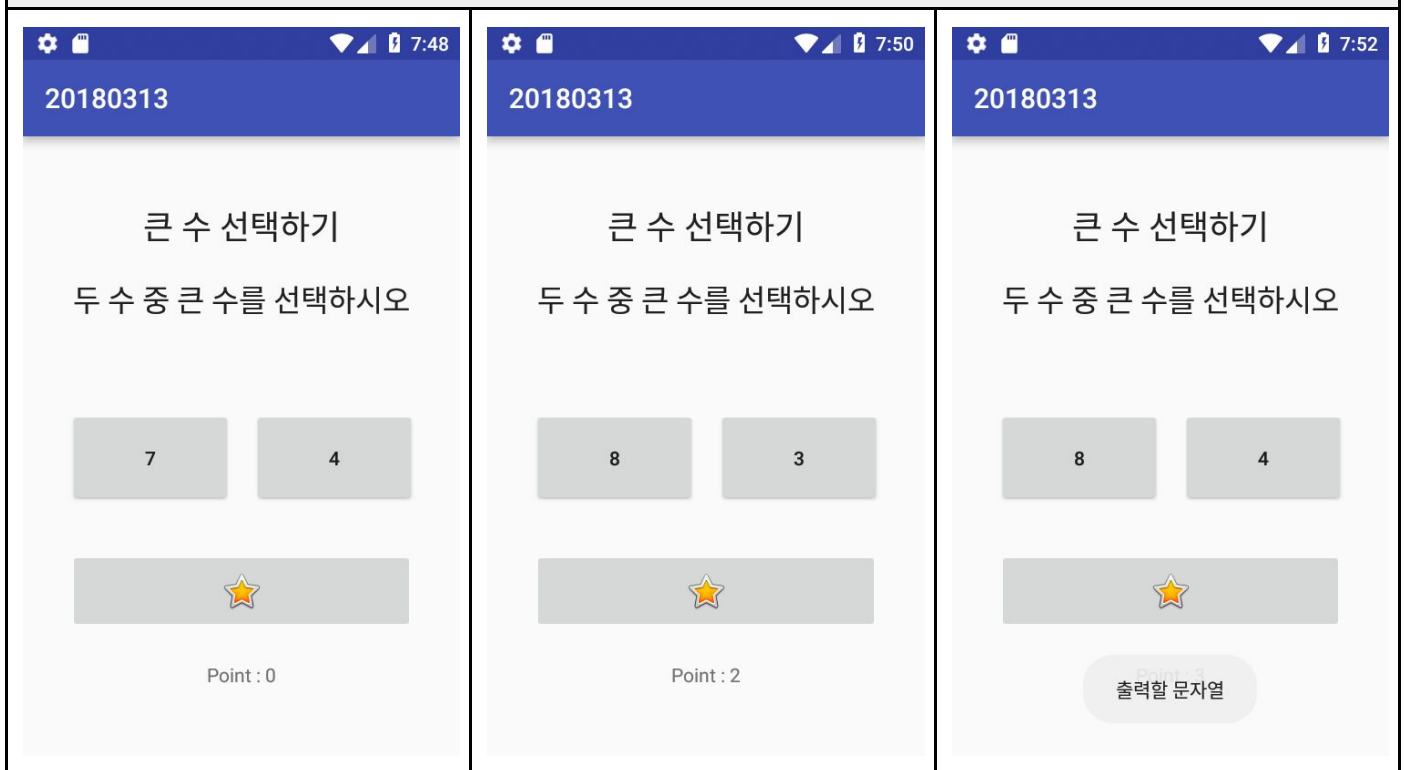 7:48
20180313
큰 수 선택하기
두 수 중 큰 수를 선택하시오
7 4
Point : 0
7:50
20180313
큰 수 선택하기
두 수 중 큰 수를 선택하시오
8 3
Point : 2
7:52
20180313
큰 수 선택하기
두 수 중 큰 수를 선택하시오
8 4
Point : 3
출력할 문자열